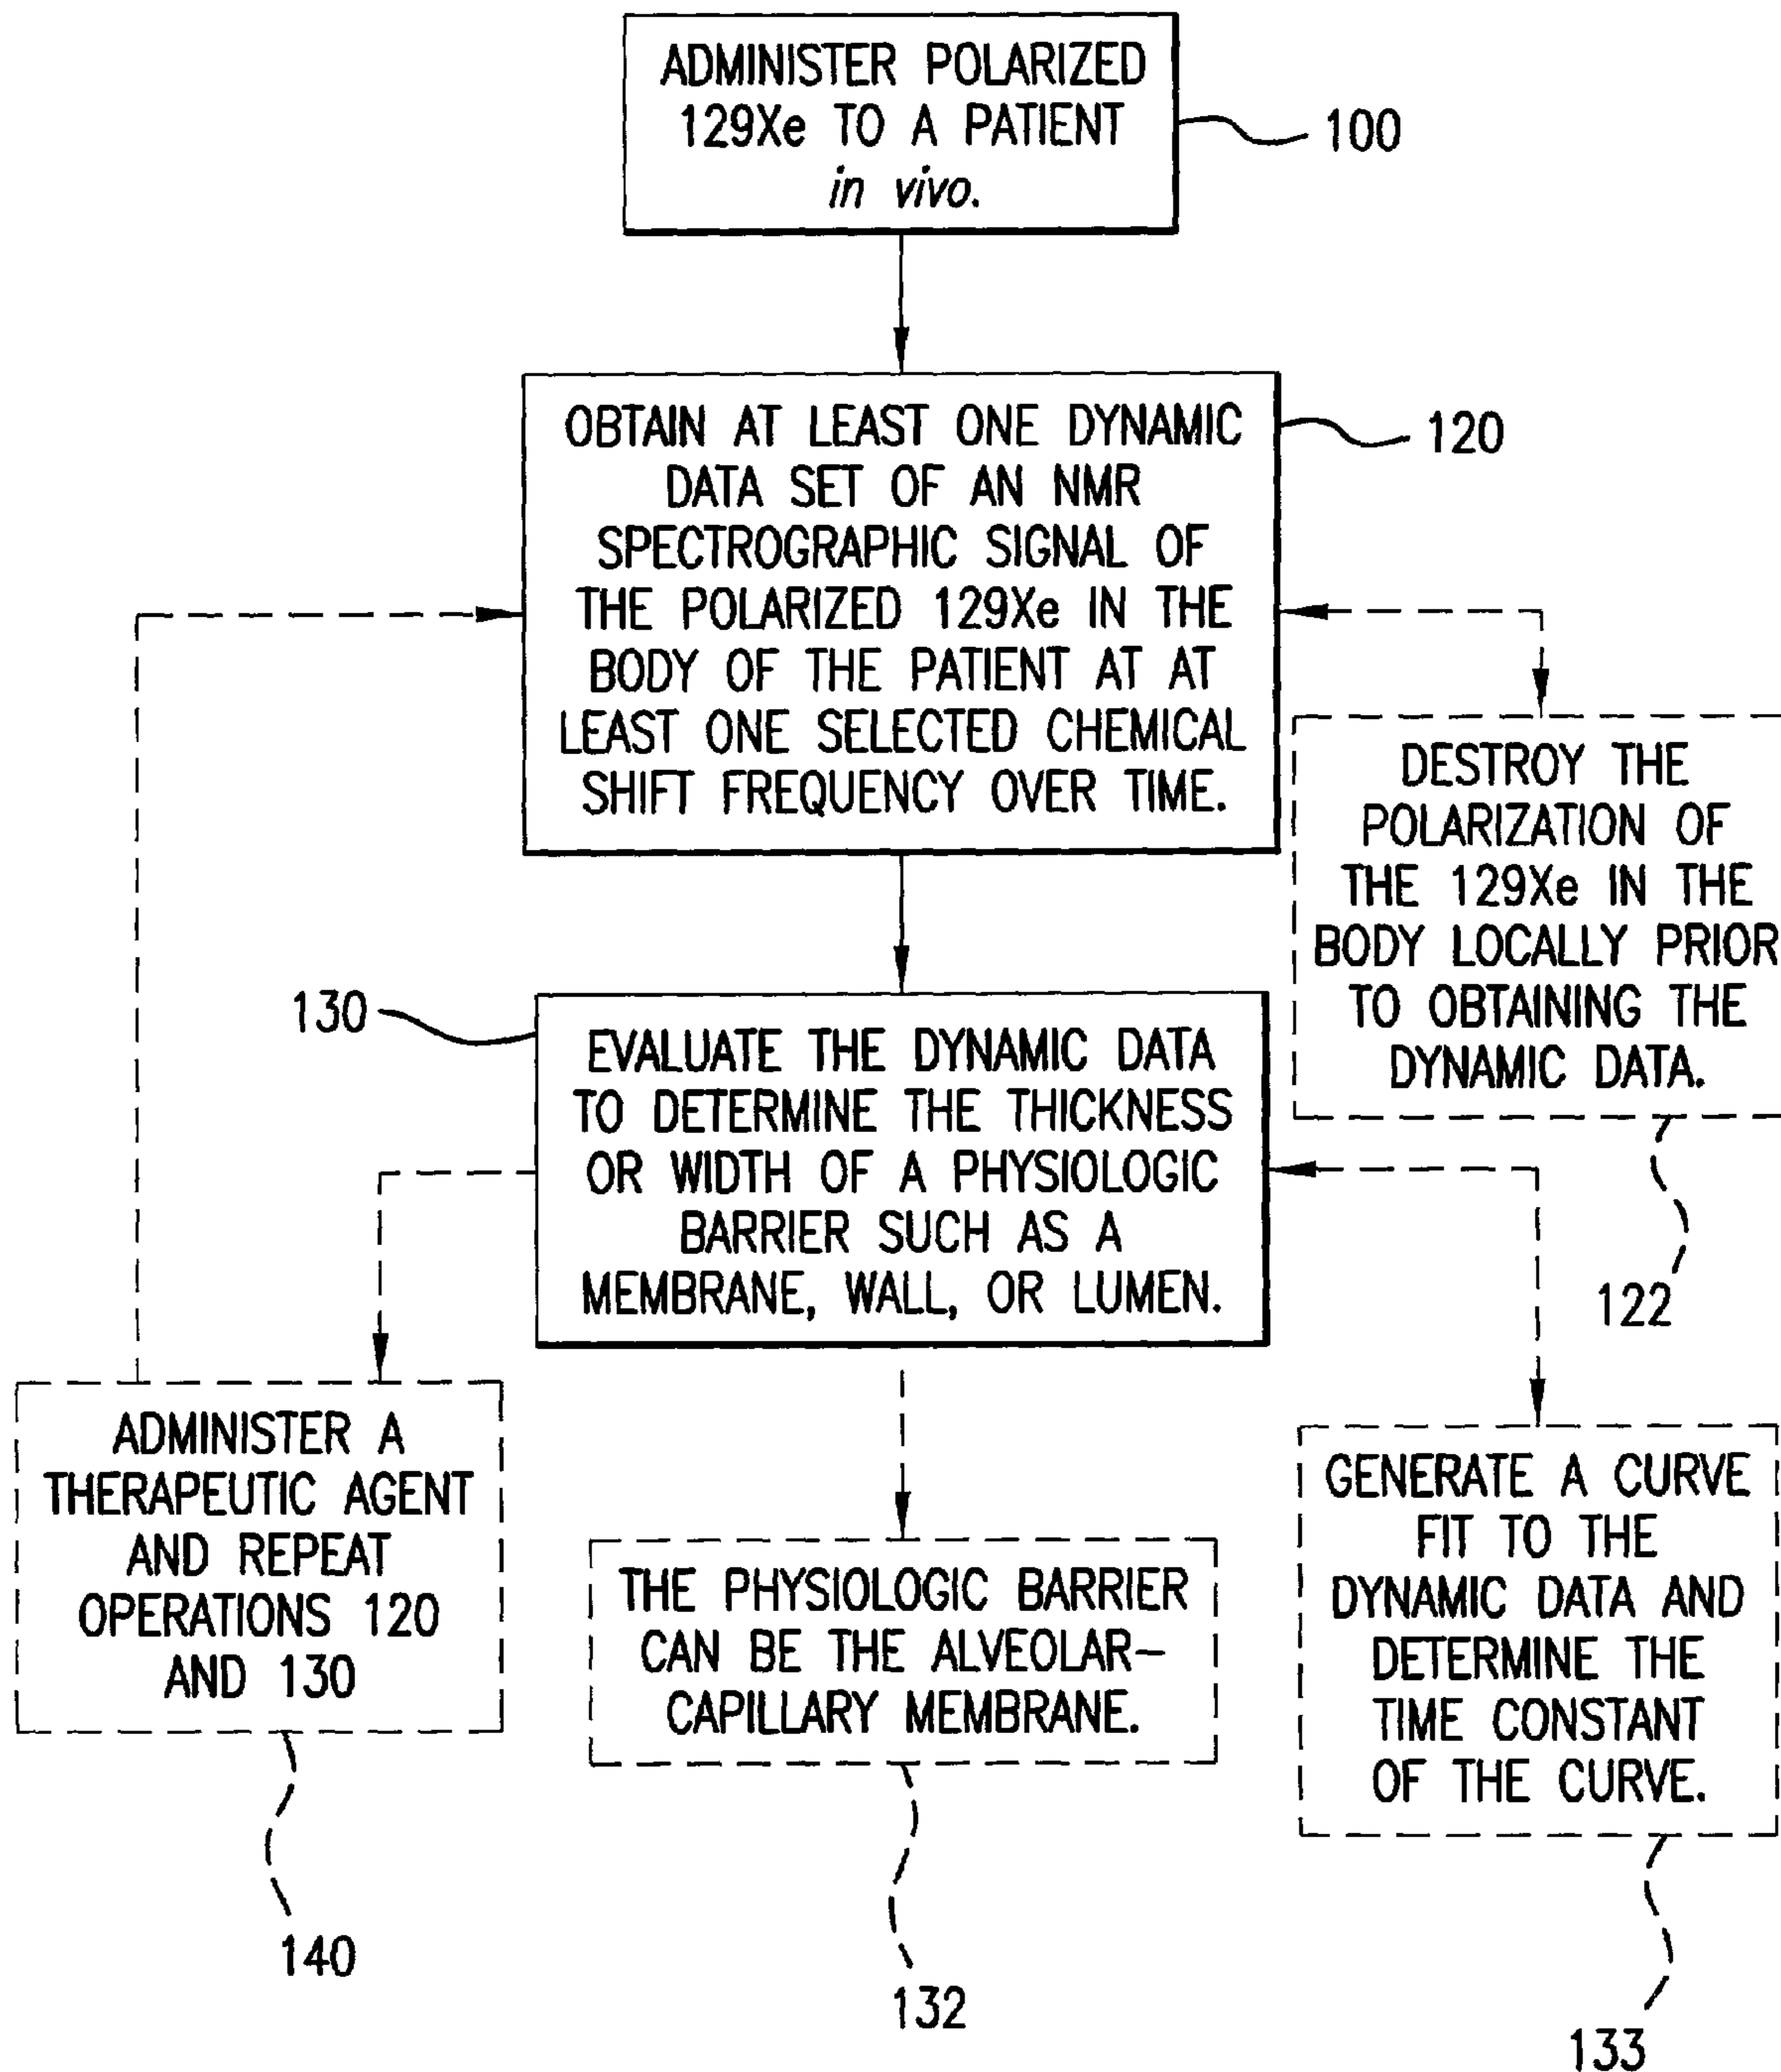 ADMINISTER POLARIZED
129Xe TO A PATIENT
in vivo.
100
OBTAIN AT LEAST ONE DYNAMIC
DATA SET OF AN NMR
SPECTROGRAPHIC SIGNAL OF
THE POLARIZED 129Xe IN THE
BODY OF THE PATIENT AT AT
LEAST ONE SELECTED CHEMICAL
SHIFT FREQUENCY OVER TIME.
120
DESTROY THE
POLARIZATION OF
THE 129Xe IN THE
BODY LOCALLY PRIOR
TO OBTAINING THE
DYNAMIC DATA.
122
130
EVALUATE THE DYNAMIC DATA
TO DETERMINE THE THICKNESS
OR WIDTH OF A PHYSIOLOGIC
BARRIER SUCH AS A
MEMBRANE, WALL, OR LUMEN.
ADMINISTER A
THERAPEUTIC AGENT
AND REPEAT
OPERATIONS 120
AND 130
140
THE PHYSIOLOGIC BARRIER
CAN BE THE ALVEOLAR-
CAPILLARY MEMBRANE.
132
GENERATE A CURVE
FIT TO THE
DYNAMIC DATA AND
DETERMINE THE
TIME CONSTANT
OF THE CURVE.
133